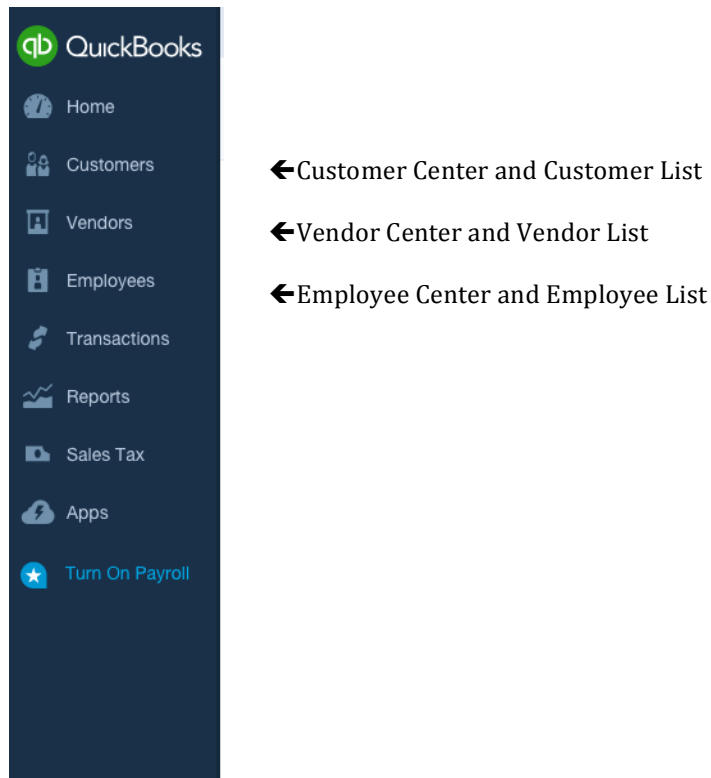 qb QuickBooks
Home
Customers
🡸Customer Center and Customer List
Vendors
🡸Vendor Center and Vendor List
Employees
🡸Employee Center and Employee List
Transactions
Reports
Sales Tax
Apps
Turn On Payroll